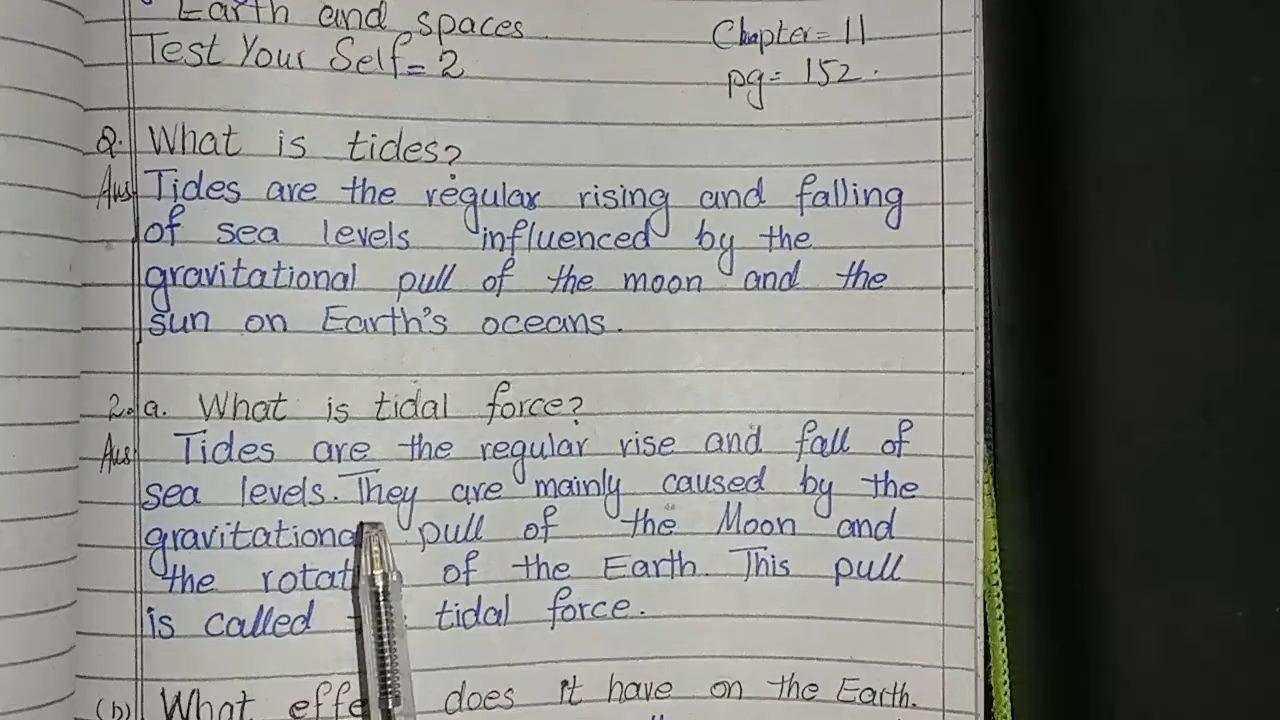 Earth and spaces
Chapter = 11
Test Your Self = 2
pg = 152.
Q. What is tides?
Ans Tides are the regular rising and falling
of sea levels influenced by the
gravitational pull of the moon and the
sun on Earth's oceans.
2. a. What is tidal force?
Ans Tides are the regular rise and fall of
sea levels. They are mainly caused by the
gravitational pull of the Moon and
the of the Earth. This pull
is called tidal force.
(b) What does it have on the Earth.